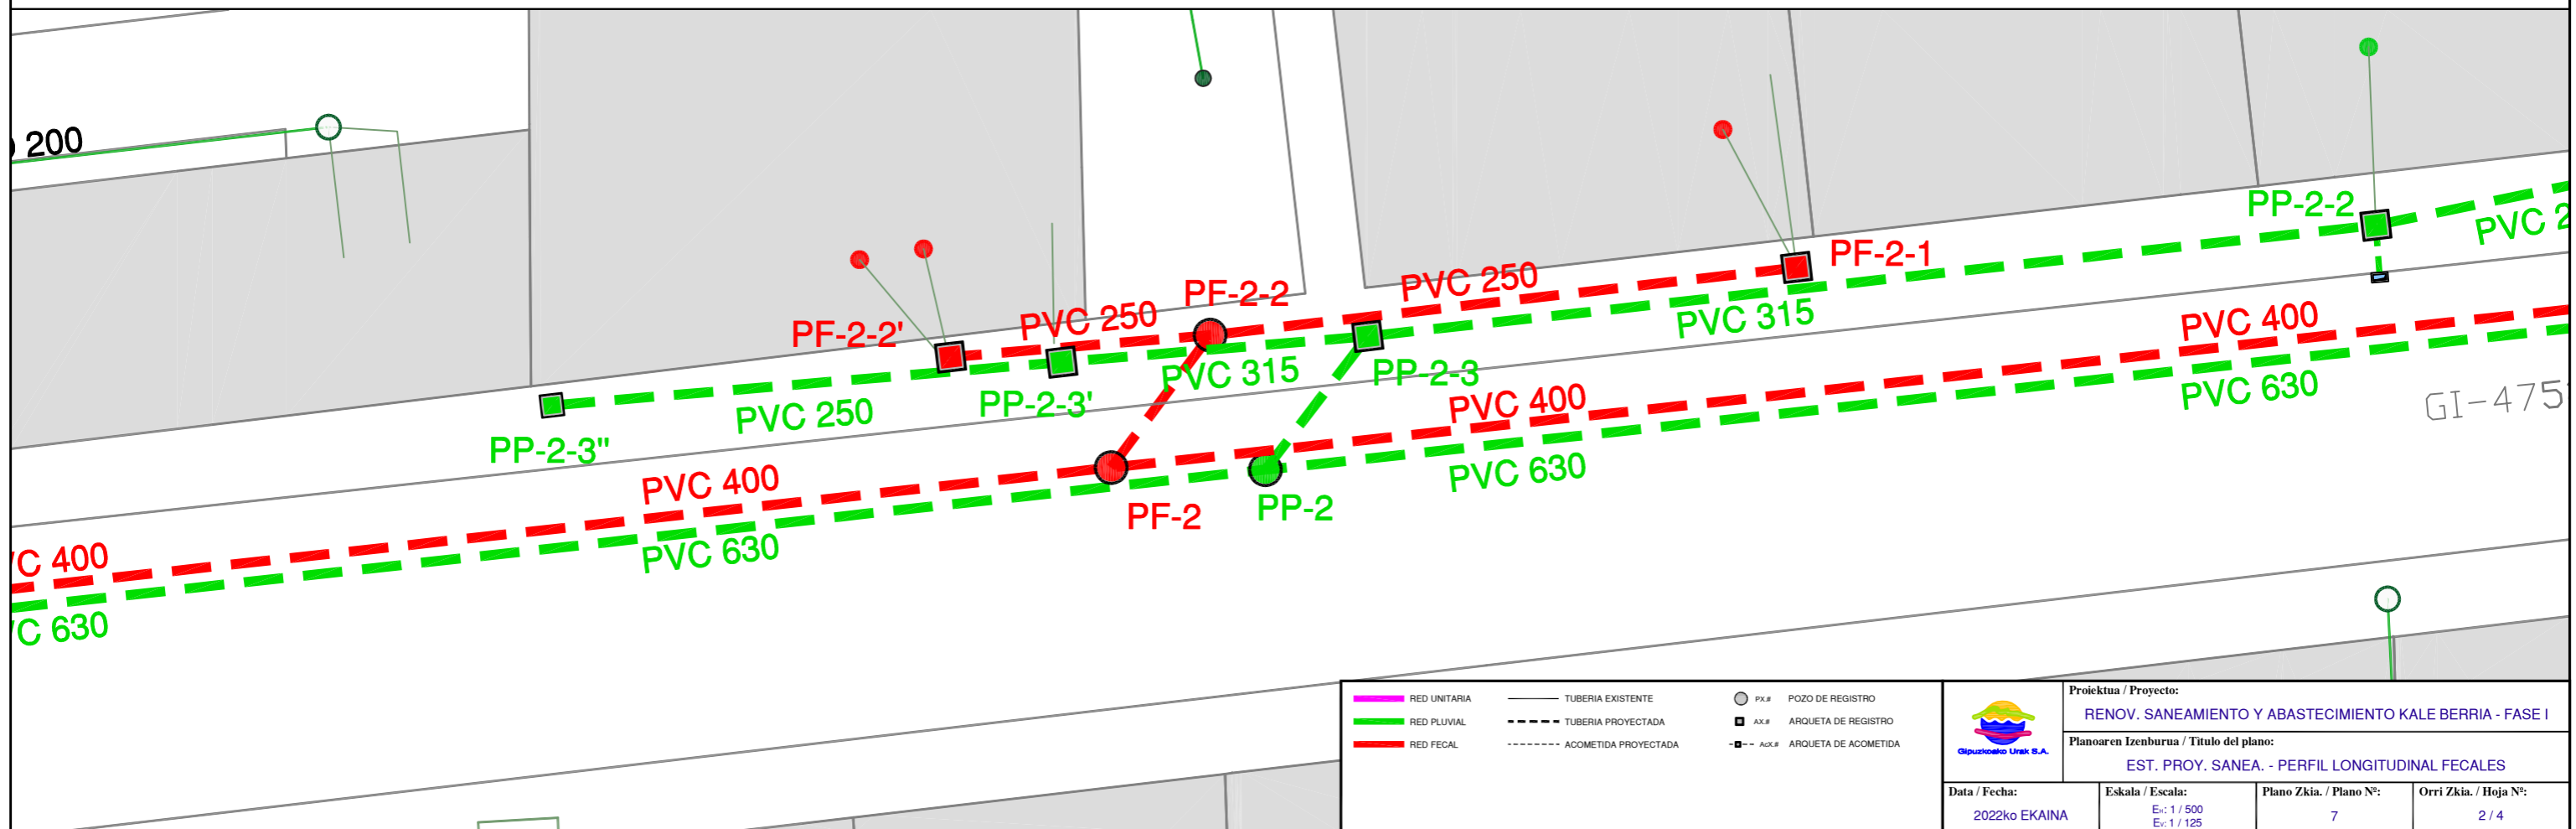 200
PP-2-2
PVC 2
PF-2-1
PVC 250
PF-2-2
PVC 250
PF-2-2'
PVC 315
PVC 315
PP-2-3
PP-2-3'
PVC 250
PP-2-3"
PVC 400
PVC 630
GI-475
PVC 400
PVC 630
PVC 400
PVC 630
PF-2
PP-2
VC 400
VC 630
RED UNITARIA
RED PLUVIAL
RED FECAL
TUBERIA EXISTENTE
TUBERIA PROYECTADA
ACOMETIDA PROYECTADA
PX.# POZO DE REGISTRO
AX.# ARQUETA DE REGISTRO
AcX.# ARQUETA DE ACOMETIDA
Gipuzkoako Urak S.A.
Proiektua / Proyecto:
RENOV. SANEAMIENTO Y ABASTECIMIENTO KALE BERRIA - FASE I
Planoaren Izenburua / Titulo del plano:
EST. PROY. SANEA. - PERFIL LONGITUDINAL FECALES
Data / Fecha:
2022ko EKAINA
Eskala / Escala:
EH: 1 / 500
EV: 1 / 125
Plano Zkia. / Plano Nº:
7
Orri Zkia. / Hoja Nº:
2 / 4